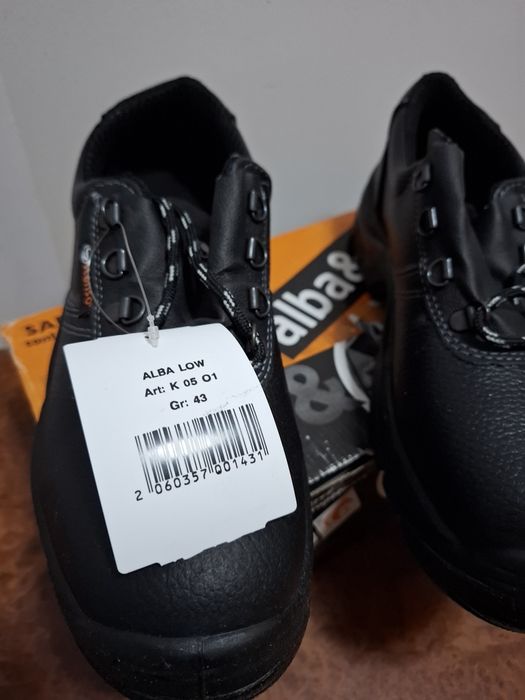 ALBA LOW
Art: K 05 O1
Gr: 43
2 060357 001431
alba&
&